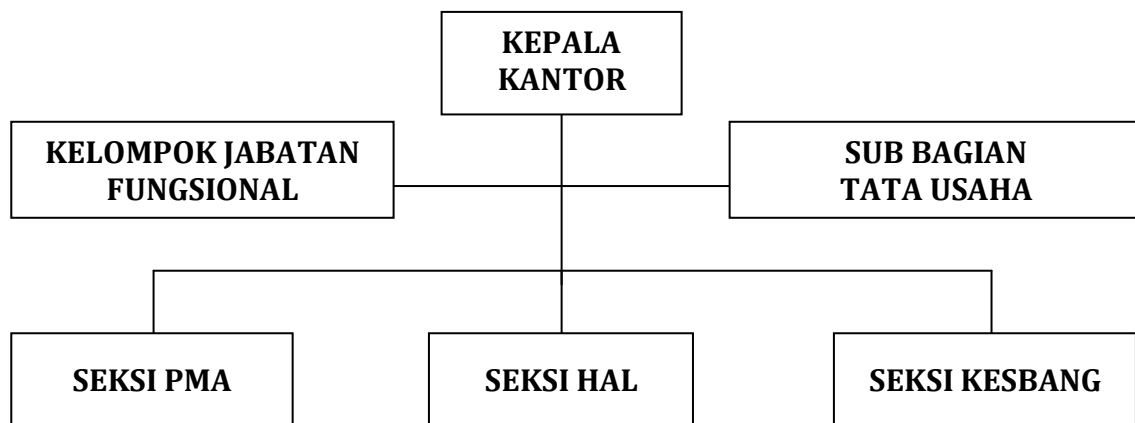 KEPALA
KANTOR
KELOMPOK JABATAN
FUNGSIONAL
SUB BAGIAN
TATA USAHA
SEKSI PMA
SEKSI HAL
SEKSI KESBANG